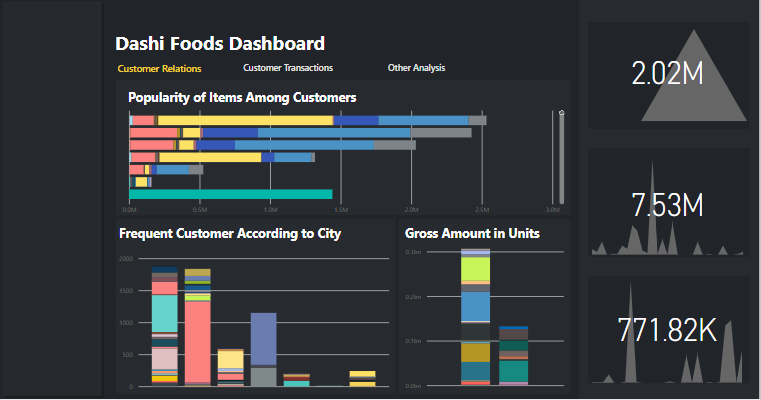 Dashi Foods Dashboard
Customer Relations
Customer Transactions
Other Analysis
Popularity of Items Among Customers
0.0M 0.5M 1.0M 1.5M 2.0M 2.5M 3.0M
Frequent Customer According to City
2000
1500
1000
500
0
Gross Amount in Units
0.3bn
0.2bn
0.1bn
0.0bn
2.02M
7.53M
771.82K